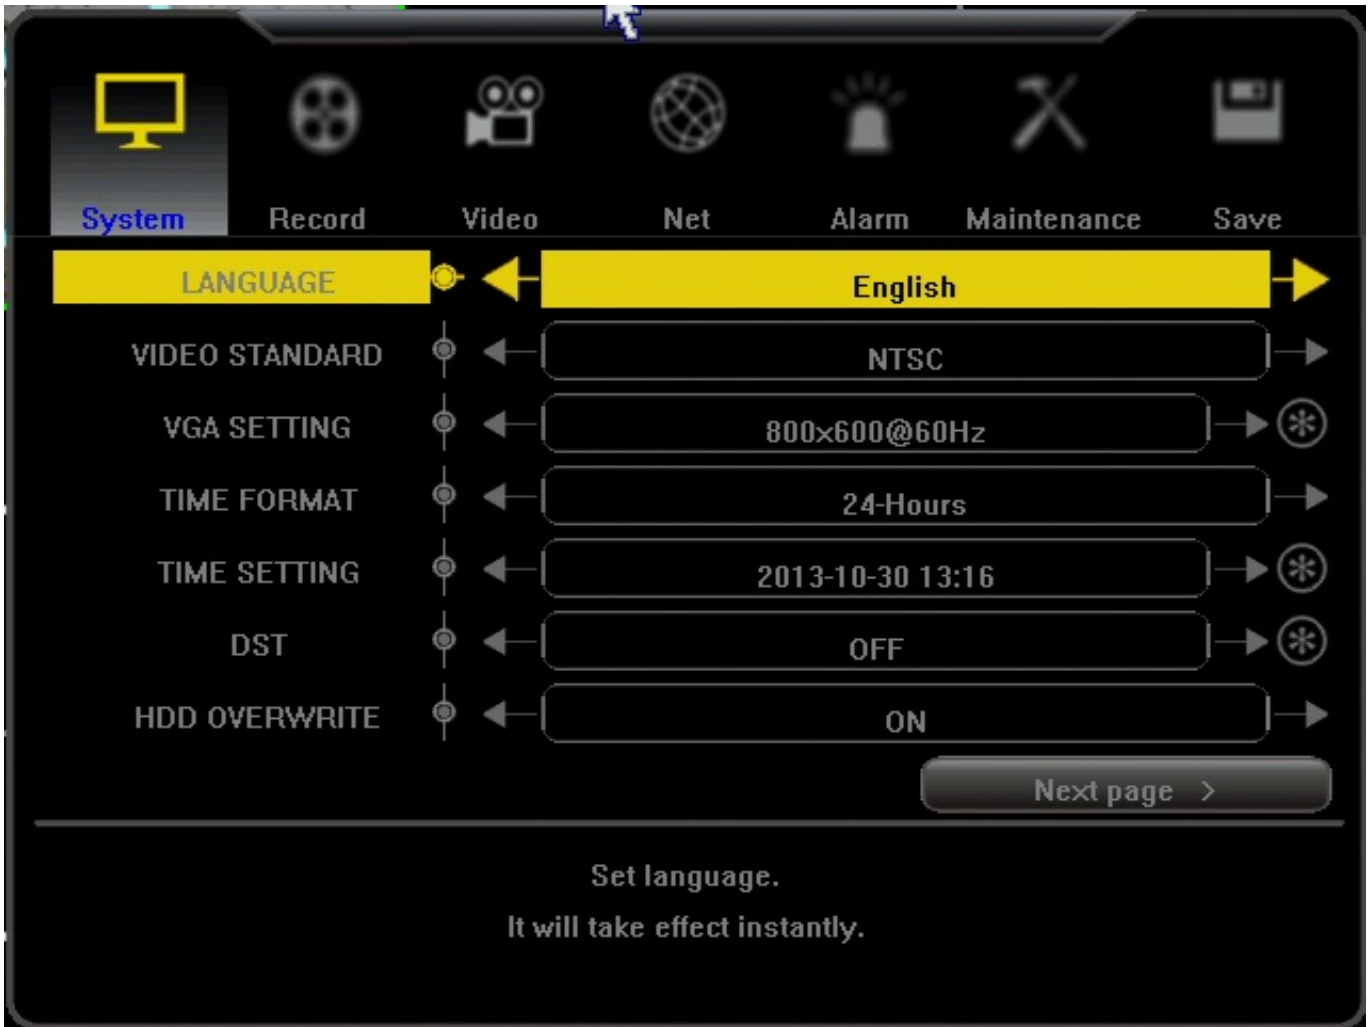 System Record Video Net Alarm Maintenance Save
LANGUAGE English
VIDEO STANDARD NTSC
VGA SETTING 800x600@60Hz
TIME FORMAT 24-Hours
TIME SETTING 2013-10-30 13:16
DST OFF
HDD OVERWRITE ON
Next page >
Set language.
It will take effect instantly.